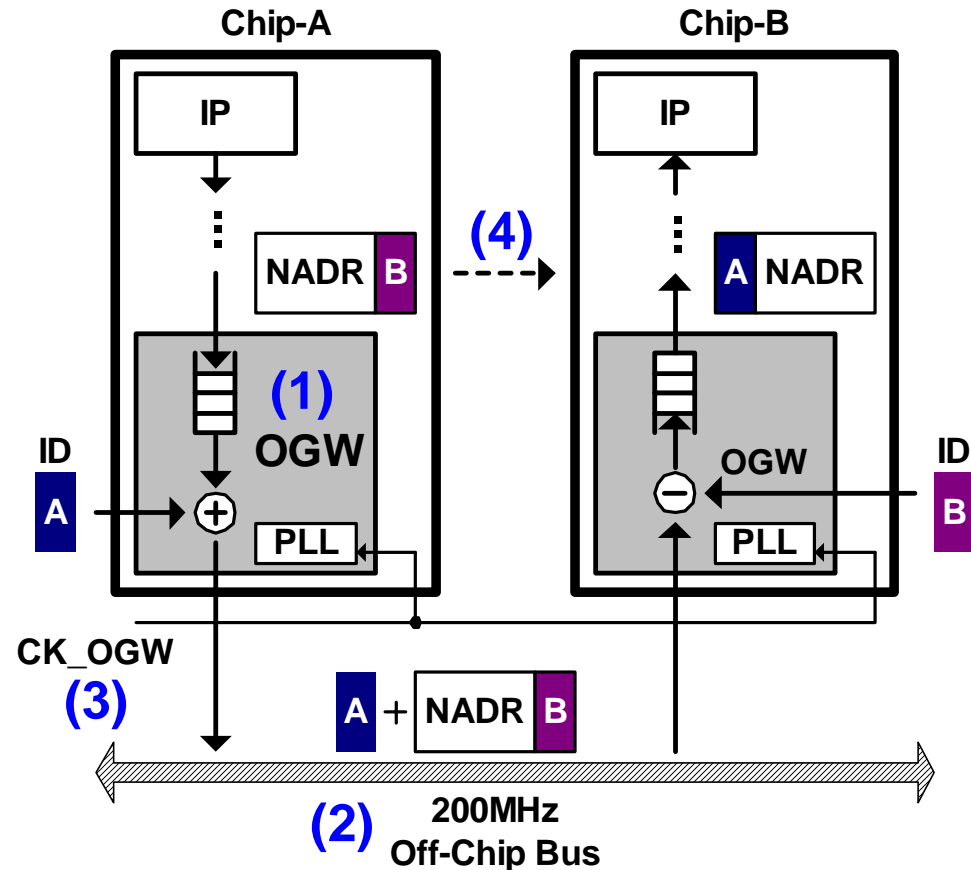 Chip-A
Chip-B
IP
IP
(4)
NADR B
A NADR
(1)
OGW
OGW
ID
A
ID
B
+
−
PLL
PLL
CK_OGW
(3)
A + NADR B
(2)
200MHz
Off-Chip Bus